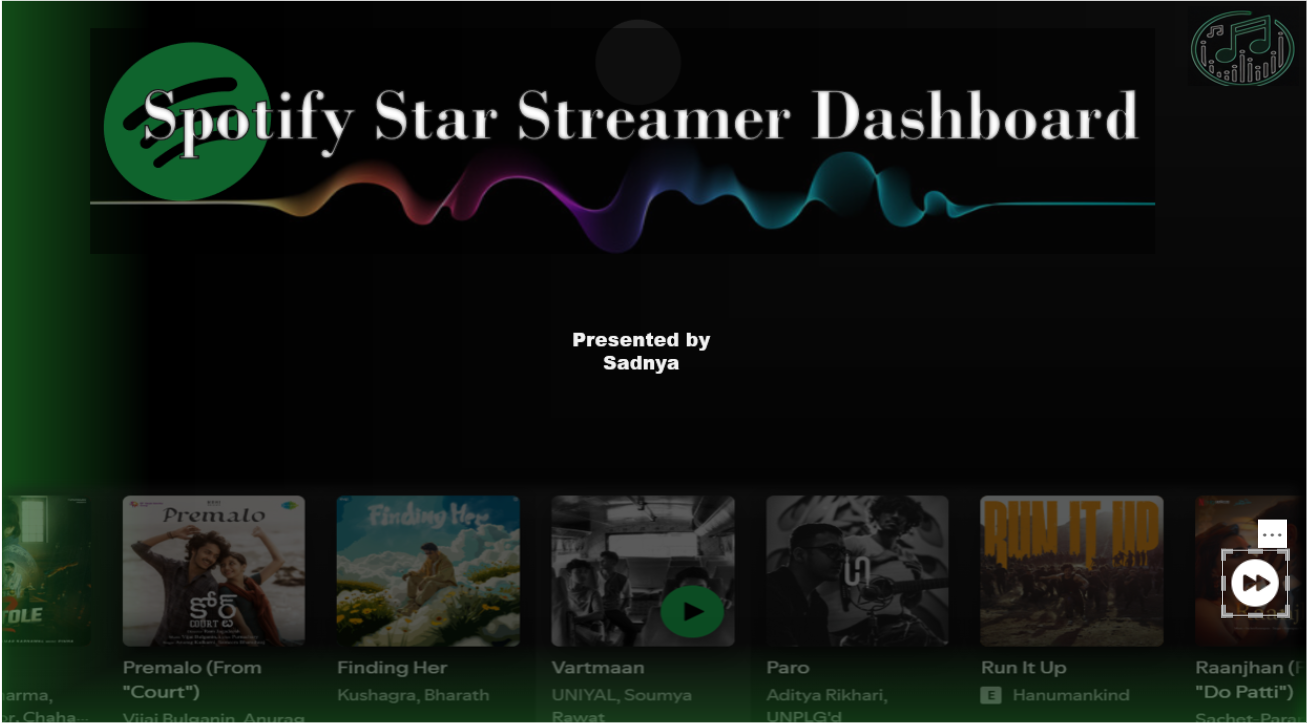 Spotify Star Streamer Dashboard
Presented by
Sadnya
Premalo
కోర్ట్
COURT
Finding Her
RUN IT UP
Premalo (From
"Court")
Vijai Bulganin, Anurag
Finding Her
Kushagra, Bharath
Vartmaan
UNIYAL, Soumya
Rawat
Paro
Aditya Rikhari,
UNPLG'd
Run It Up
E Hanumankind
Raanjhan (F
"Do Patti")
Sachet-Para
arma,
or, Chaha...